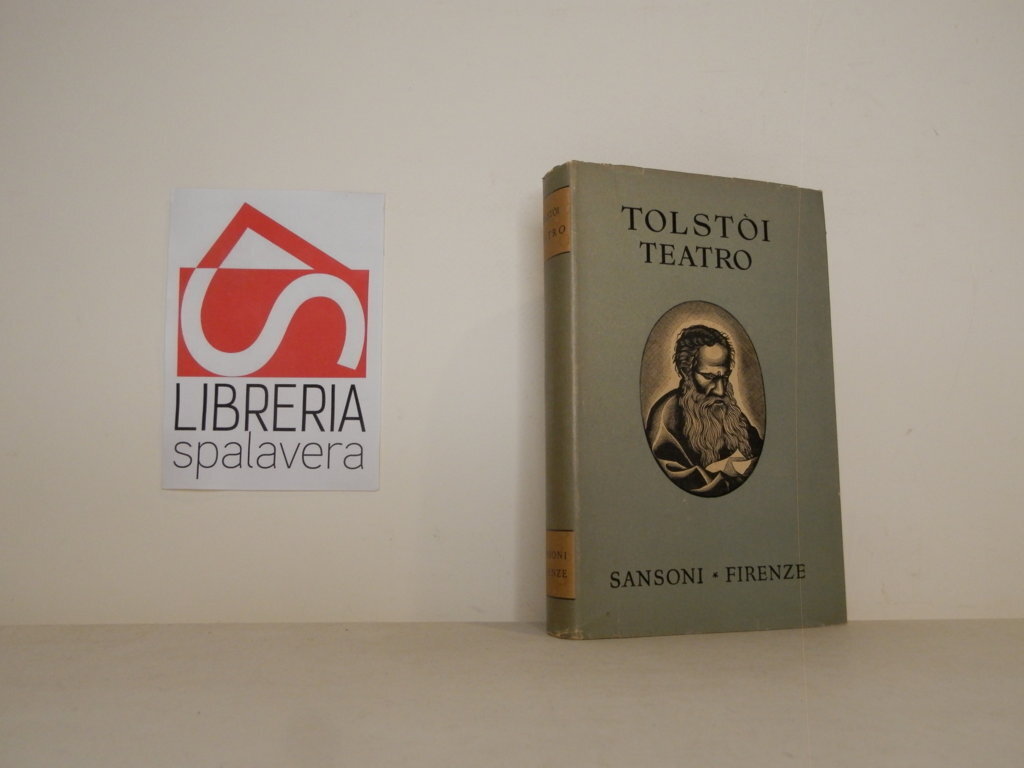 LIBRERIA
spalavera
TOLSTÒI
TEATRO
SANSONI * FIRENZE